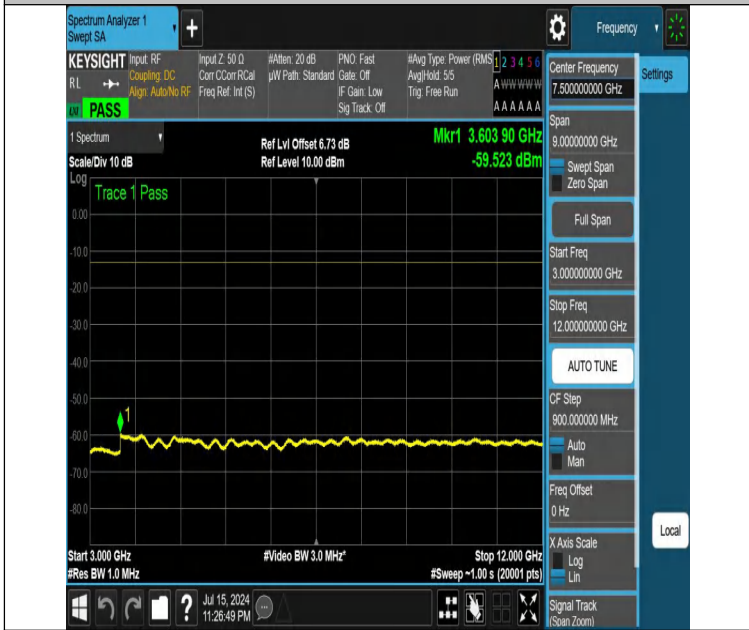 Spectrum Analyzer 1
Swept SA
Frequency
KEYSIGHT
RL
PASS
Input: RF
Coupling: DC
Align: Auto/No RF
Input Z: 50 Ω
Corr CCorr RCal
Freq Ref: Int (S)
#Atten: 20 dB
µW Path: Standard
PNO: Fast
Gate: Off
IF Gain: Low
Sig Track: Off
#Avg Type: Power (RMS
Avg|Hold: 5/5
Trig: Free Run
1 2 3 4 5 6
A W W W W W
A A A A A A
1 Spectrum
Scale/Div 10 dB
Ref Lvl Offset 6.73 dB
Ref Level 10.00 dBm
Mkr1 3.603 90 GHz
-59.523 dBm
Log
Trace 1 Pass
0.00
-10.0
-20.0
-30.0
-40.0
-50.0
-60.0
-70.0
-80.0
1
Start 3.000 GHz
#Res BW 1.0 MHz
#Video BW 3.0 MHz*
Stop 12.000 GHz
#Sweep ~1.00 s (20001 pts)
Center Frequency
7.500000000 GHz
Settings
Span
9.00000000 GHz
Swept Span
Zero Span
Full Span
Start Freq
3.000000000 GHz
Stop Freq
12.000000000 GHz
AUTO TUNE
CF Step
900.000000 MHz
Auto
Man
Freq Offset
0 Hz
X Axis Scale
Log
Lin
Local
Signal Track
(Span Zoom)
?
Jul 15, 2024
11:26:49 PM